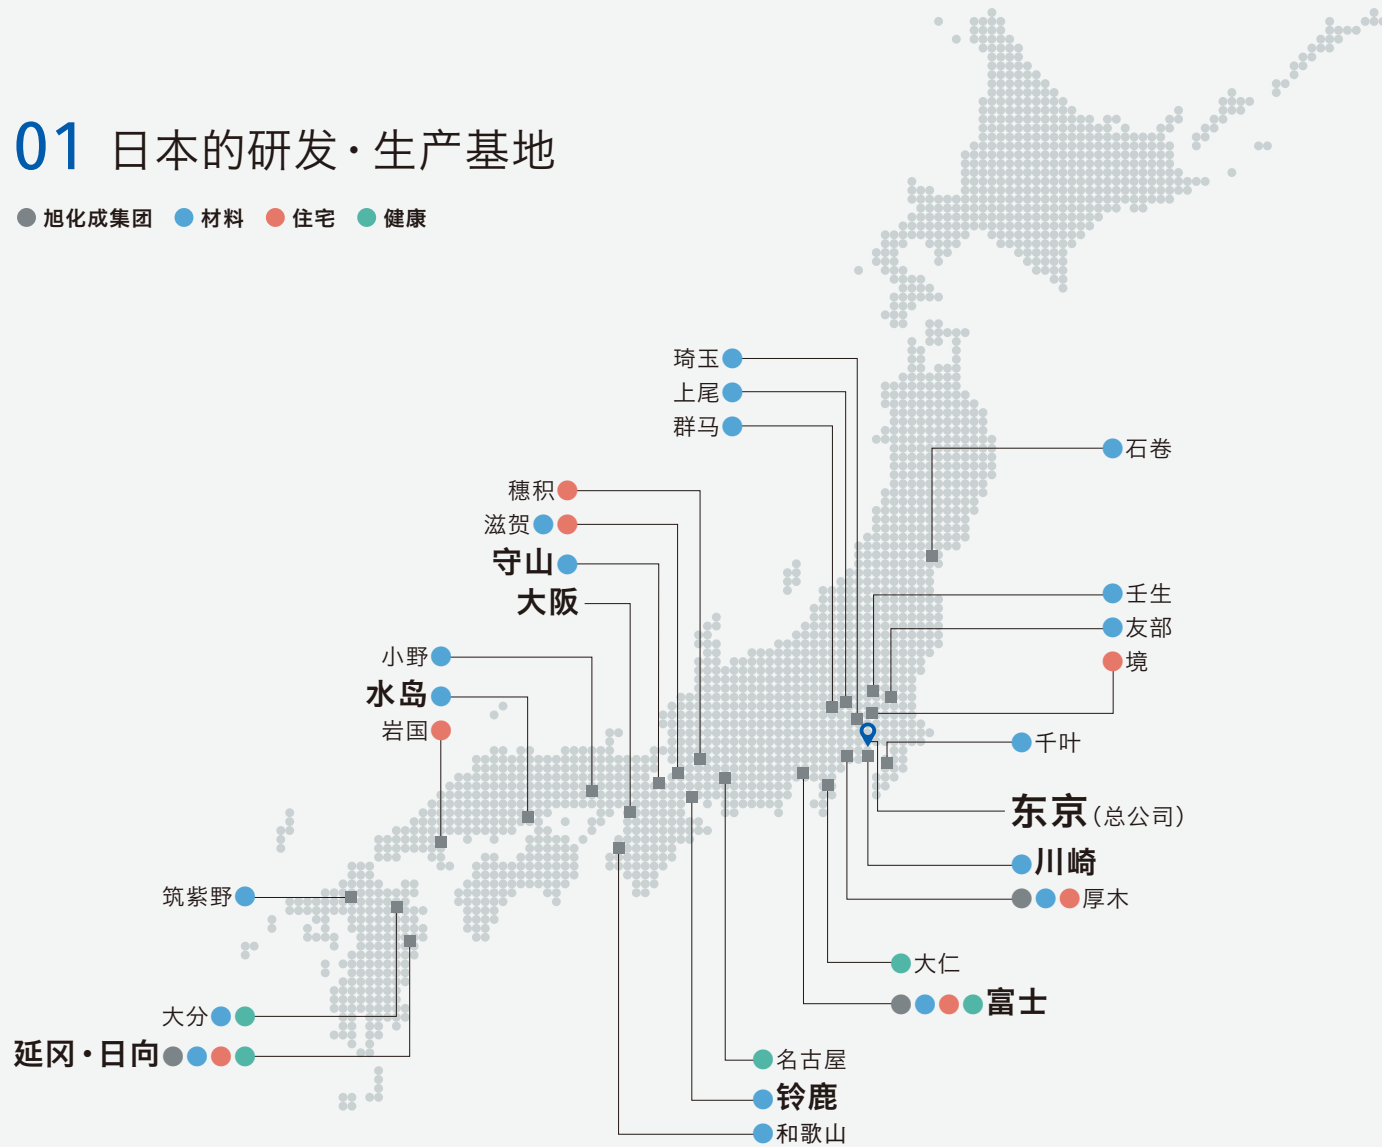 01 日本的研发·生产基地
旭化成集团 材料 住宅 健康
琦玉
上尾
群马
石卷
穗积
滋贺
守山
大阪
壬生
友部
境
小野
水岛
岩国
千叶
东京(总公司)
川崎
厚木
筑紫野
大仁
富士
大分
延冈·日向
名古屋
铃鹿
和歌山